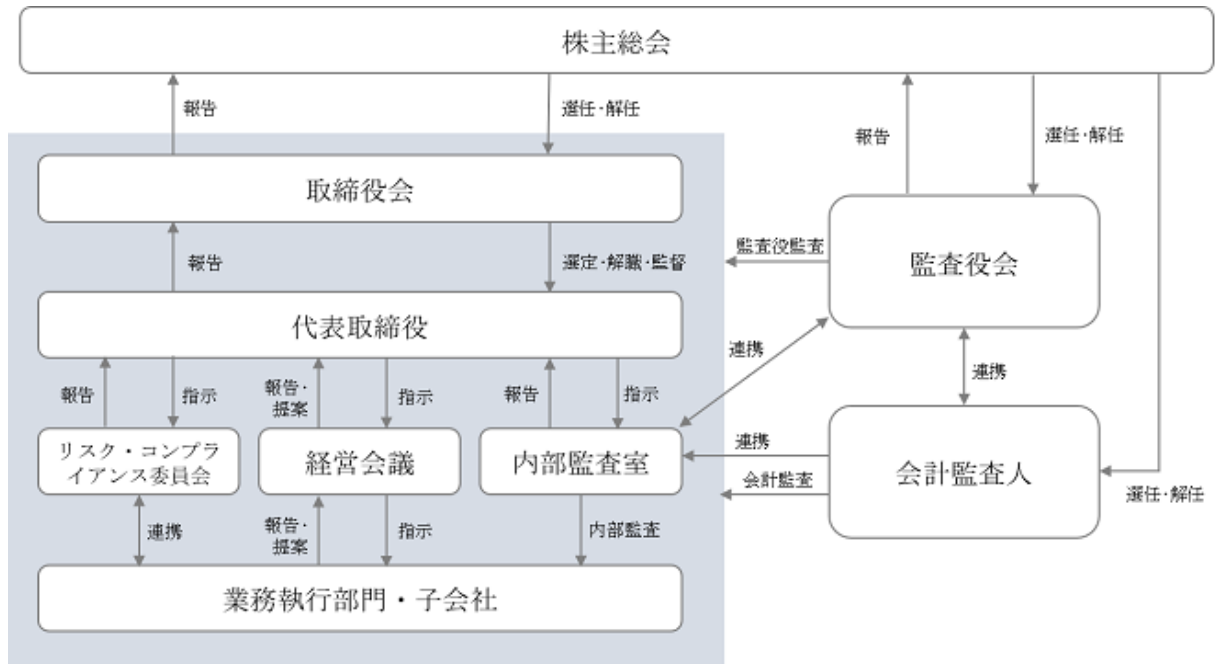 株主総会
報告
選任・解任
報告
選任・解任
取締役会
監査役監査
監査役会
報告
選定・解職・監督
代表取締役
連携
連携
報告
指示
報告・
提案
指示
報告
指示
リスク・コンプラ
イアンス委員会
経営会議
内部監査室
連携
会計監査
会計監査人
選任・解任
連携
報告・
提案
指示
内部監査
業務執行部門・子会社